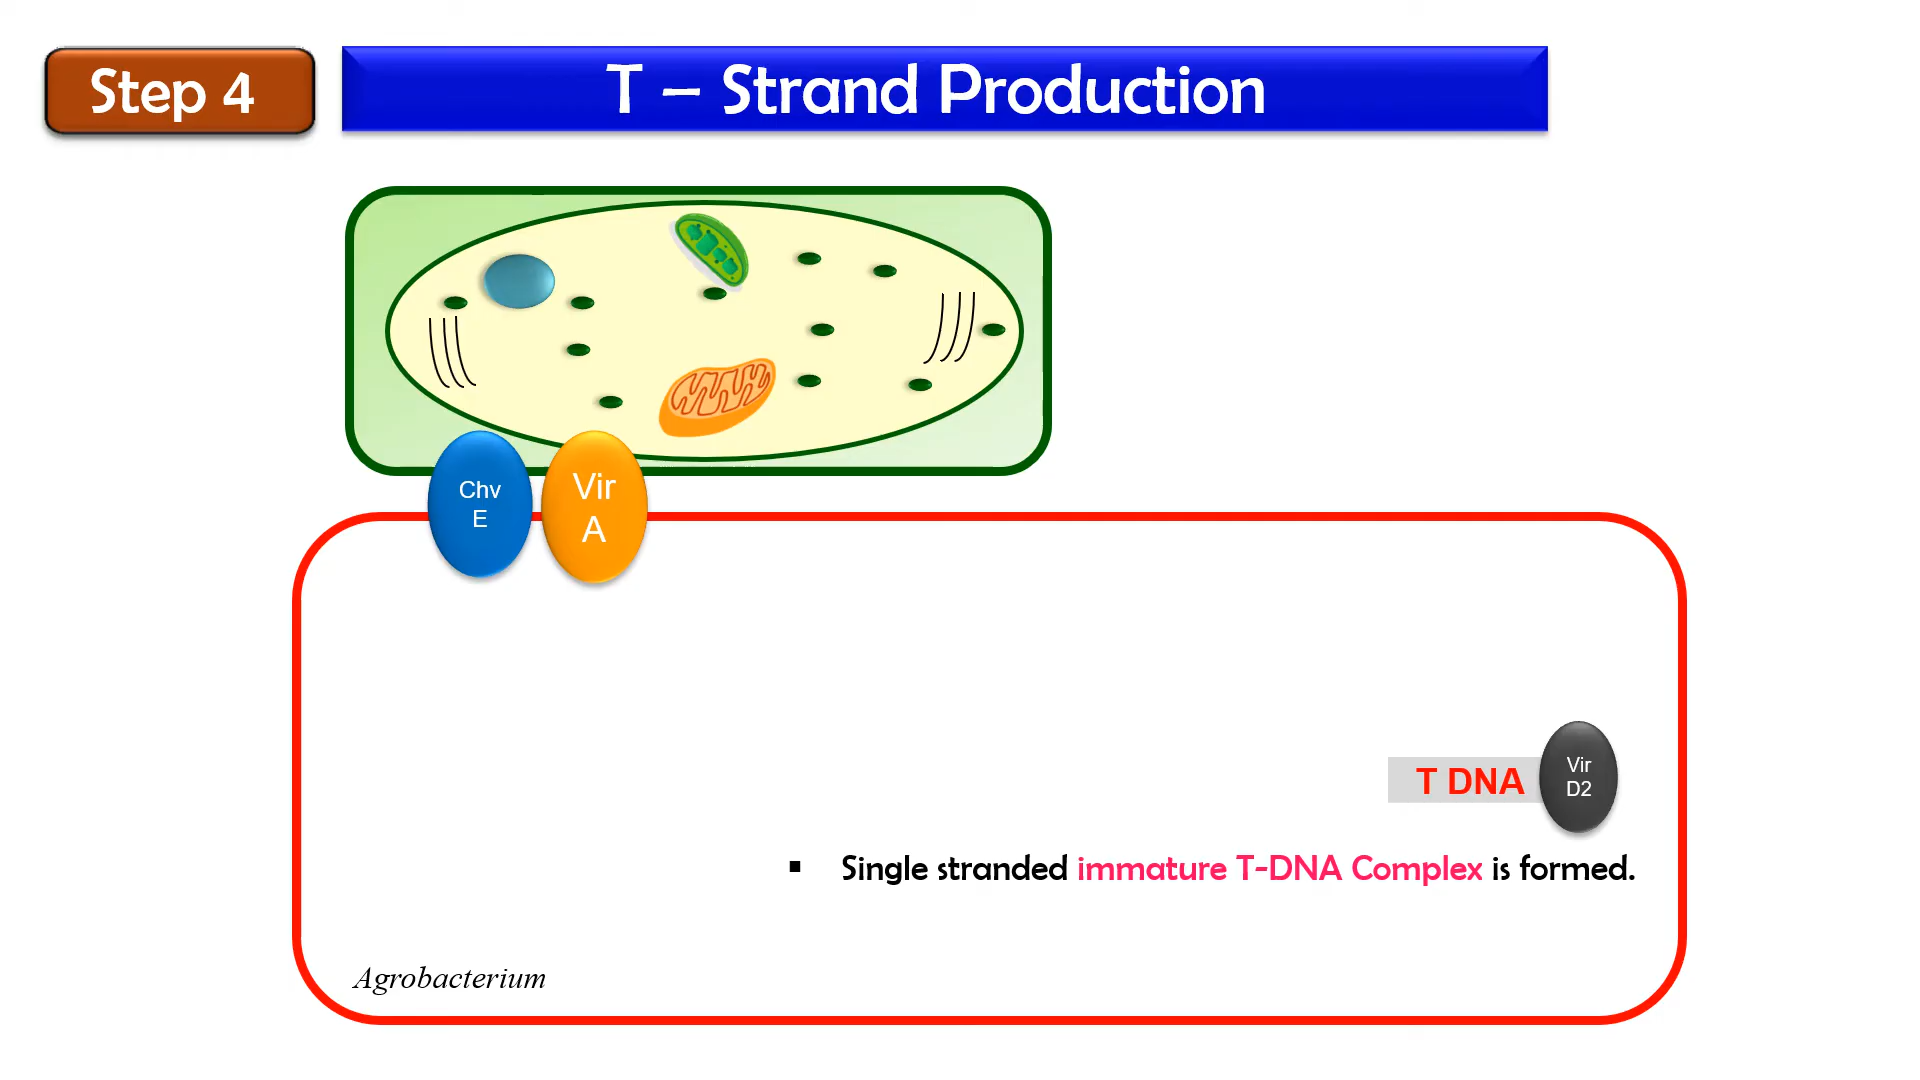 Step 4
T – Strand Production
Chv
E
Vir
A
T DNA
Vir
D2
▪ Single stranded immature T-DNA Complex is formed.
Agrobacterium